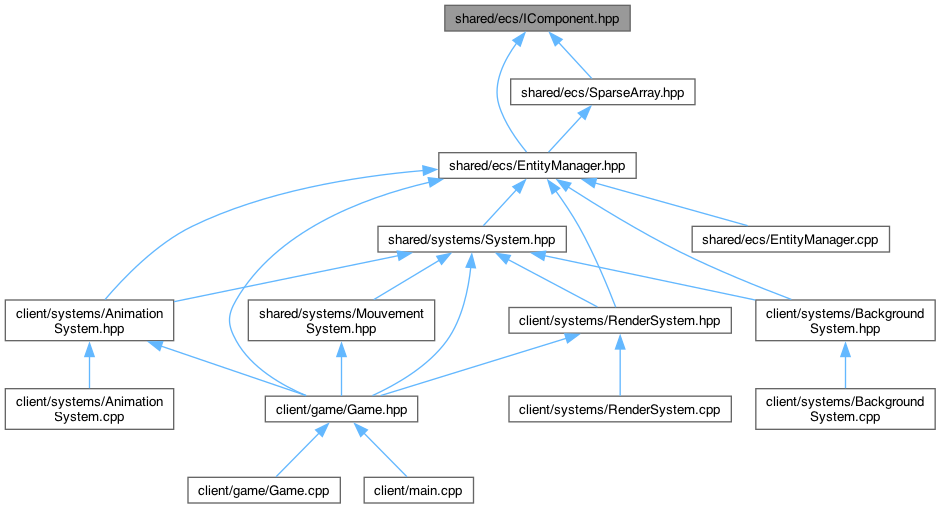 shared/ecs/IComponent.hpp
shared/ecs/SparseArray.hpp
shared/ecs/EntityManager.hpp
shared/systems/System.hpp
shared/ecs/EntityManager.cpp
client/systems/Animation
System.hpp
shared/systems/Mouvement
System.hpp
client/systems/RenderSystem.hpp
client/systems/Background
System.hpp
client/systems/Animation
System.cpp
client/game/Game.hpp
client/systems/RenderSystem.cpp
client/systems/Background
System.cpp
client/game/Game.cpp
client/main.cpp